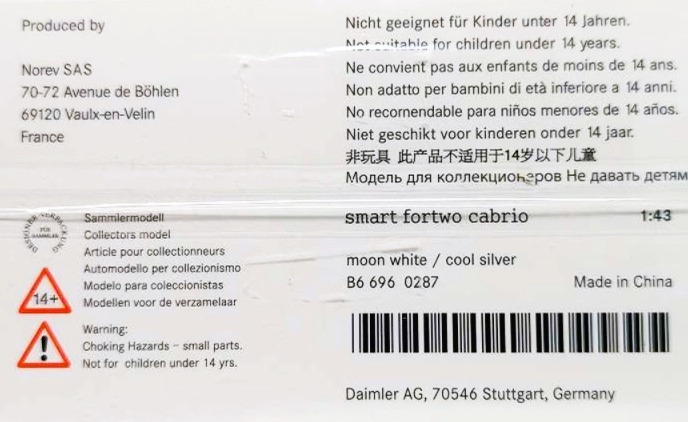 Produced by
Norev SAS
70-72 Avenue de Böhlen
69120 Vaulx-en-Velin
France
Nicht geeignet für Kinder unter 14 Jahren.
Not suitable for children under 14 years.
Ne convient pas aux enfants de moins de 14 ans.
Non adatto per bambini di età inferiore a 14 anni.
No recomendable para niños menores de 14 años.
Niet geschikt voor kinderen onder 14 jaar.
非玩具 此产品不适用于14岁以下儿童
Модель для коллекционеров Не давать детям
DESIGNER VERPACKUNG
FÜR
SAMMLER
Sammlermodell
Collectors model
Article pour collectionneurs
Automodello per collezionismo
Modelo para coleccionistas
Modellen voor de verzamelaar
14+
Warning:
Choking Hazards - small parts.
Not for children under 14 yrs.
smart fortwo cabrio 1:43
moon white / cool silver
B6 696 0287 Made in China
Daimler AG, 70546 Stuttgart, Germany